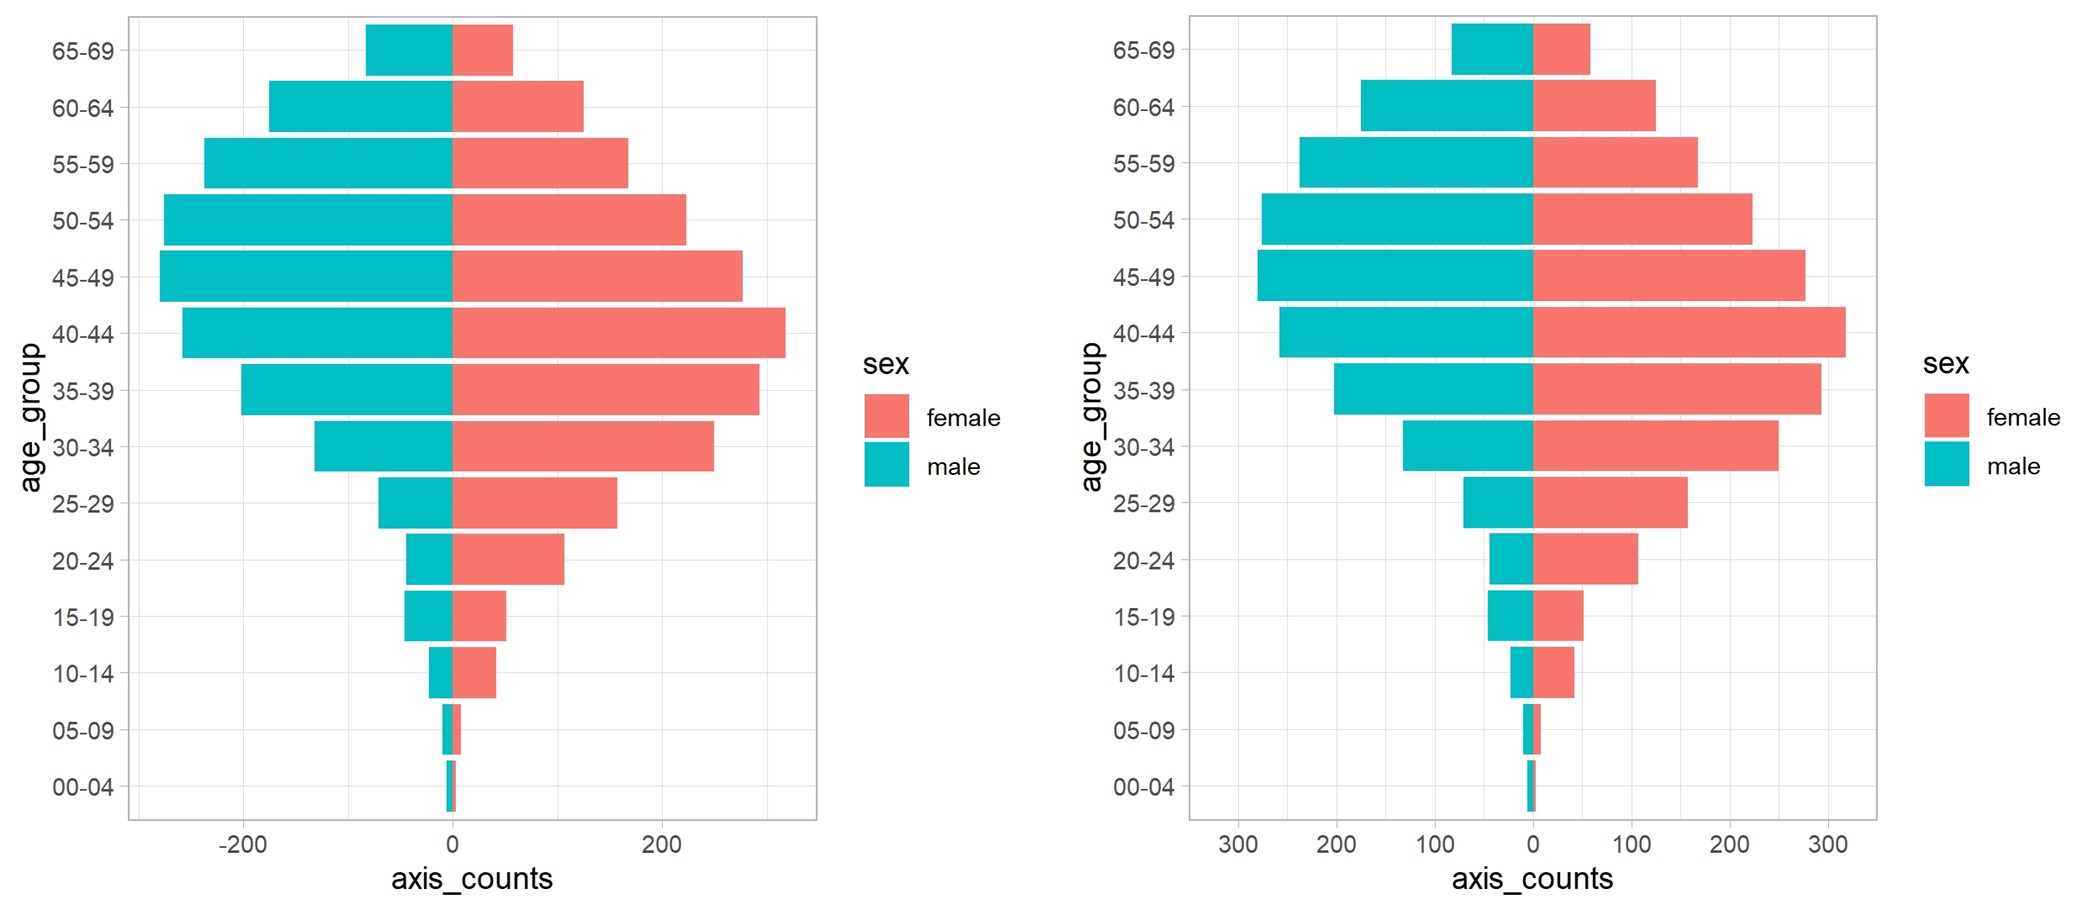 age_group
65-69
60-64
55-59
50-54
45-49
40-44
35-39
30-34
25-29
20-24
15-19
10-14
05-09
00-04
-200 0 200
axis_counts
sex
female
male
age_group
65-69
60-64
55-59
50-54
45-49
40-44
35-39
30-34
25-29
20-24
15-19
10-14
05-09
00-04
300 200 100 0 100 200 300
axis_counts
sex
female
male